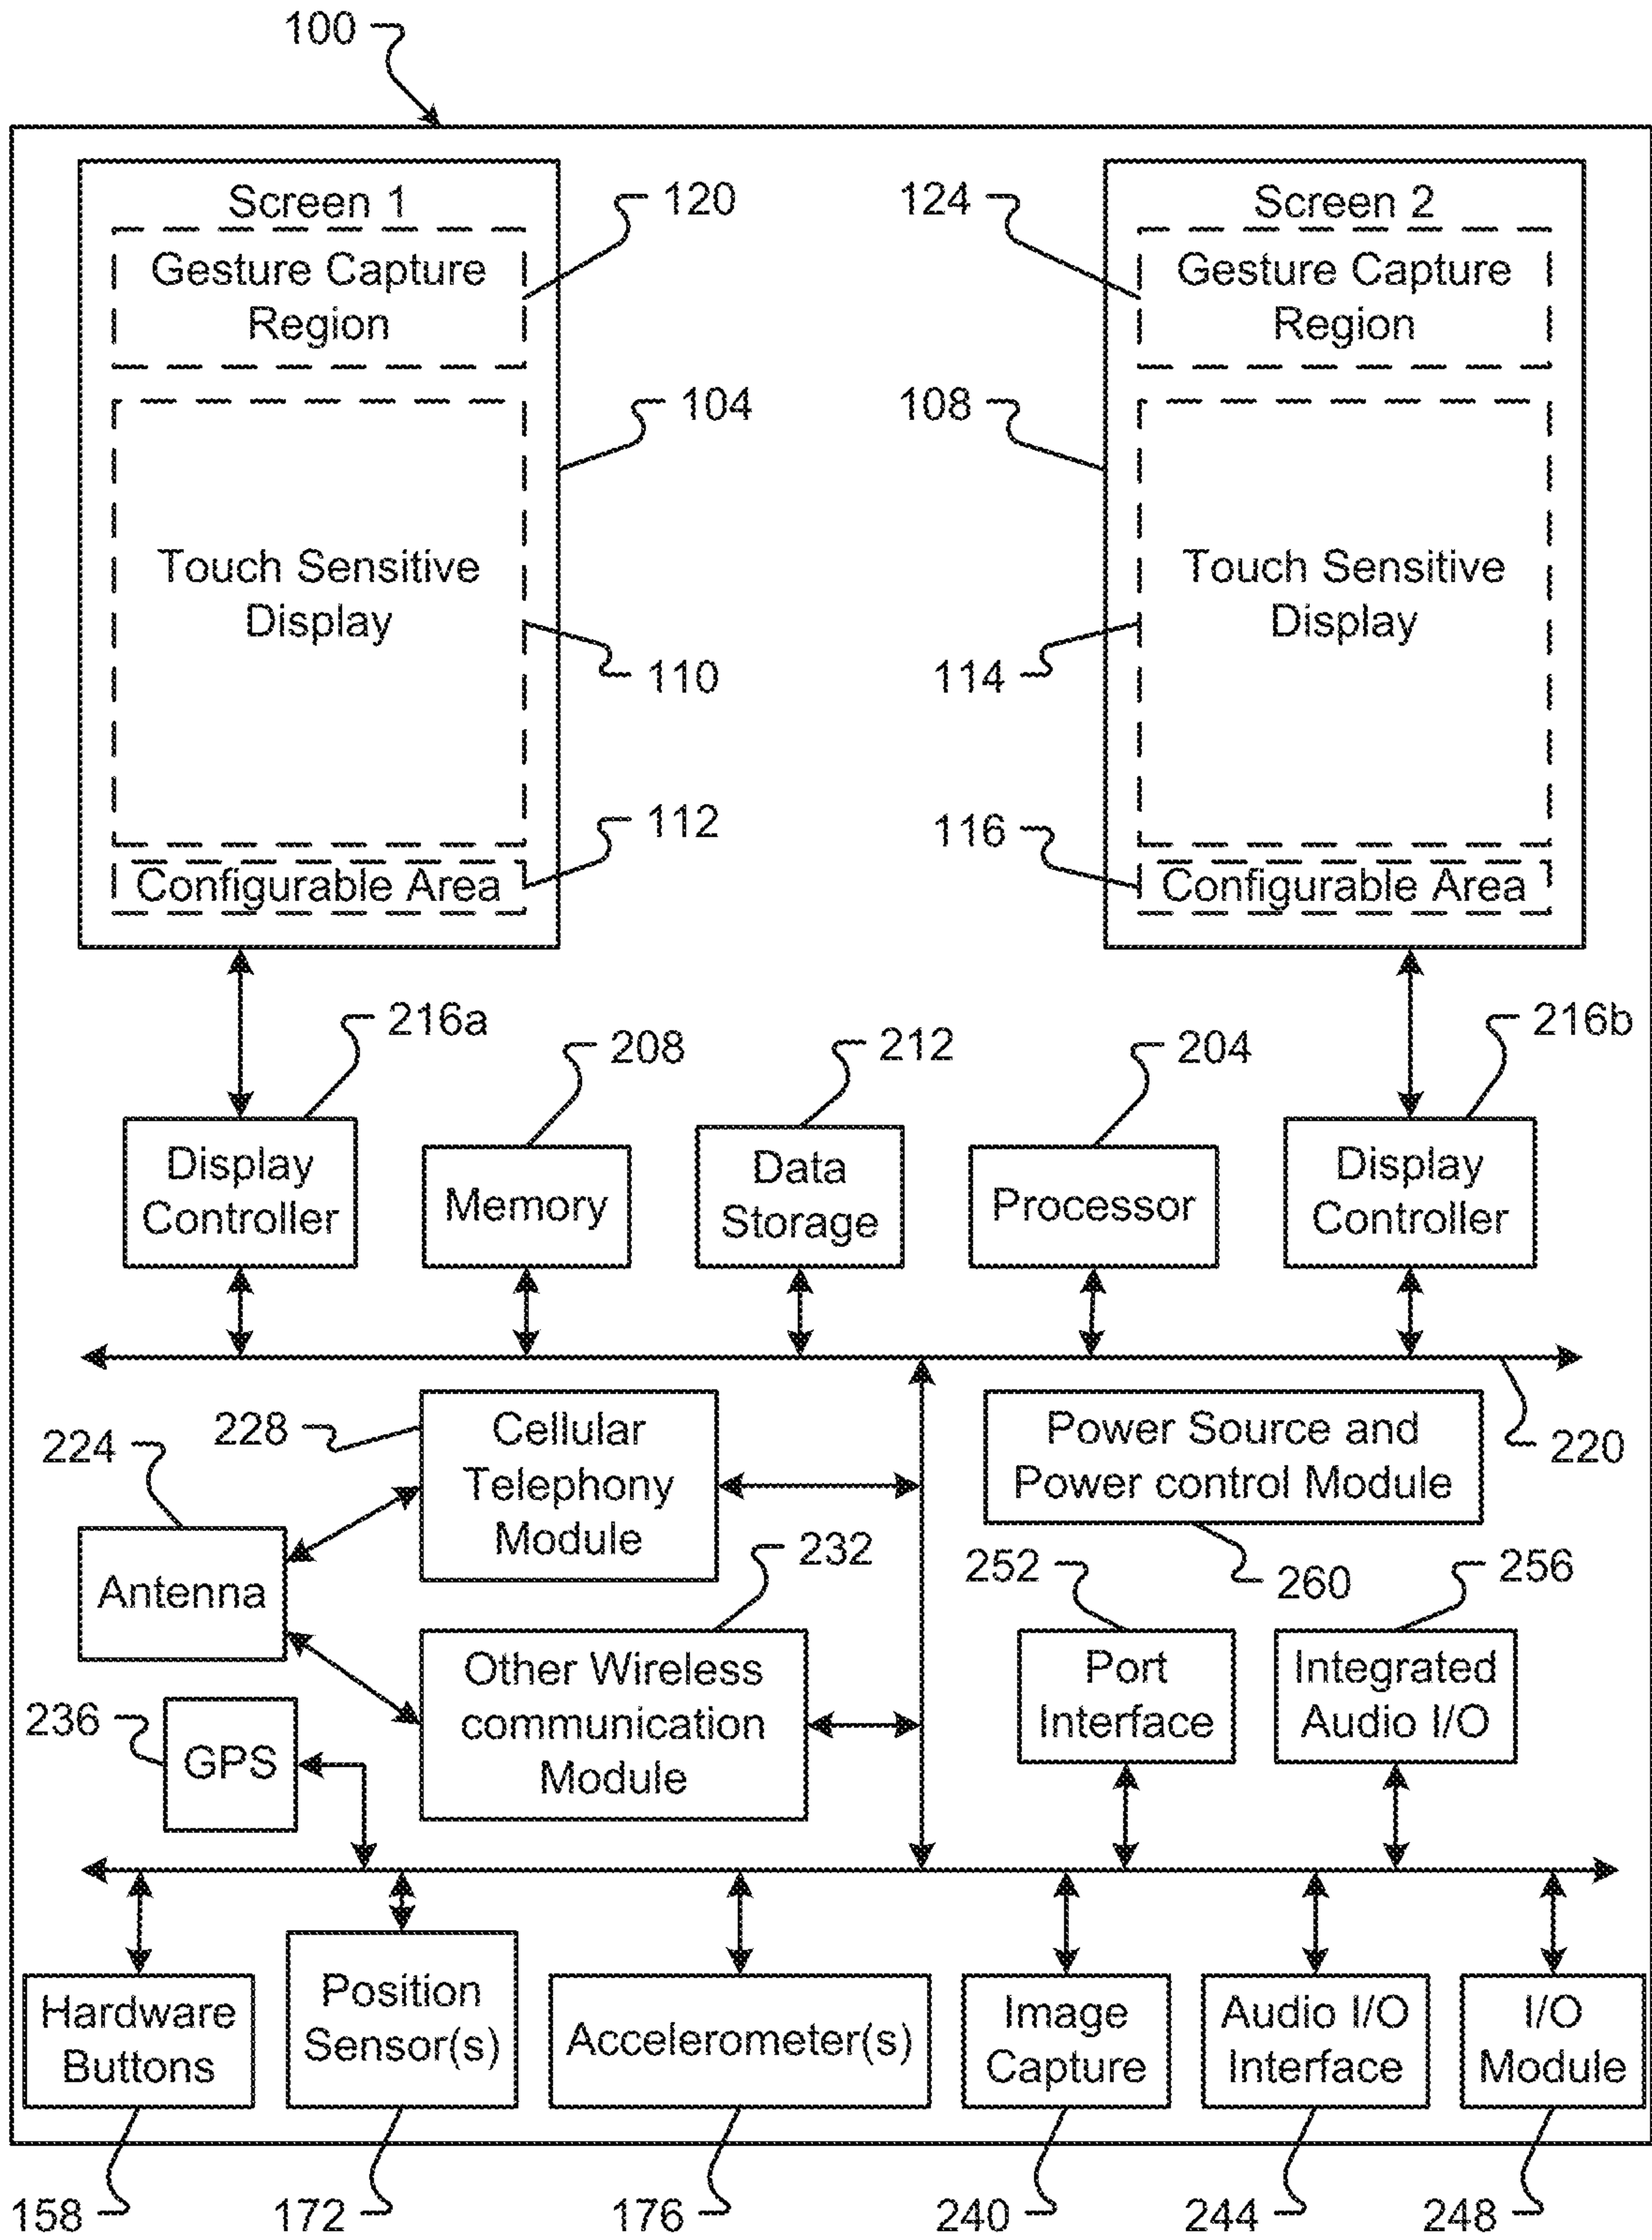 100
Screen 1
120
124
Screen 2
Gesture Capture
Region
Gesture Capture
Region
104
108
Touch Sensitive
Display
Touch Sensitive
Display
110
114
112
116
Configurable Area
Configurable Area
216a
208
212
204
216b
Display
Controller
Memory
Data
Storage
Processor
Display
Controller
224
228
Cellular
Telephony
Module
Power Source and
Power control Module
220
Antenna
232
252
260
256
236
GPS
Other Wireless
communication
Module
Port
Interface
Integrated
Audio I/O
Hardware
Buttons
Position
Sensor(s)
Accelerometer(s)
Image
Capture
Audio I/O
Interface
I/O
Module
158
172
176
240
244
248